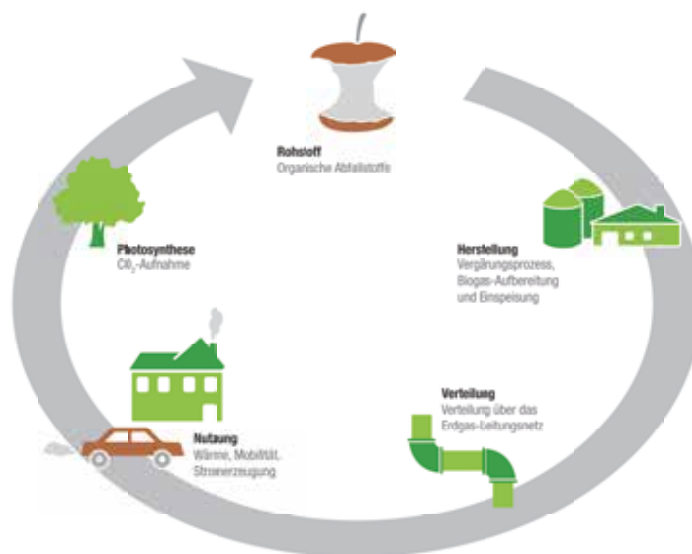 Rohstoff
Organische Abfallstoffe
Herstellung
Vergärungsprozess,
Biogas-Aufbereitung
und Einspeisung
Verteilung
Verteilung über das
Erdgas-Leitungsnetz
Nutzung
Wärme, Mobilität,
Stromerzeugung
Photosynthese
CO₂-Aufnahme